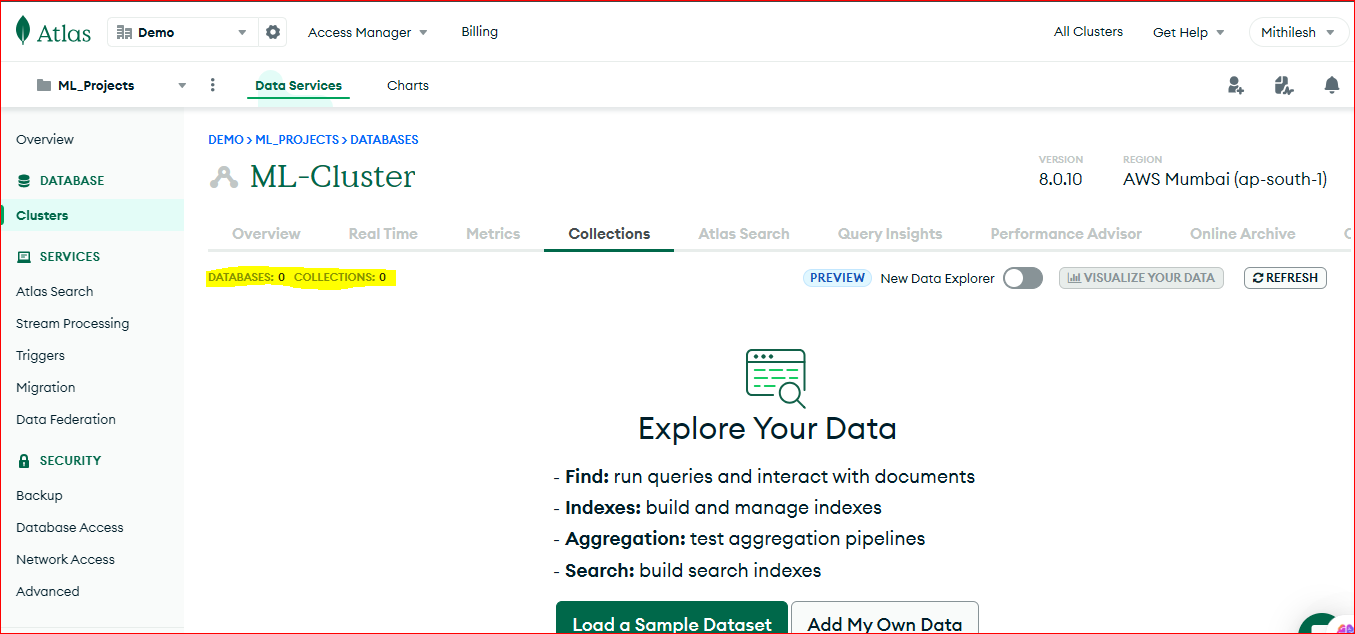 Atlas
Demo
Access Manager
Billing
All Clusters
Get Help
Mithilesh
ML_Projects
Data Services
Charts
Overview
DATABASE
Clusters
SERVICES
Atlas Search
Stream Processing
Triggers
Migration
Data Federation
SECURITY
Backup
Database Access
Network Access
Advanced
DEMO > ML_PROJECTS > DATABASES
ML-Cluster
VERSION
8.0.10
REGION
AWS Mumbai (ap-south-1)
Overview
Real Time
Metrics
Collections
Atlas Search
Query Insights
Performance Advisor
Online Archive
DATABASES: 0 COLLECTIONS: 0
PREVIEW
New Data Explorer
VISUALIZE YOUR DATA
REFRESH
Explore Your Data
- Find: run queries and interact with documents
- Indexes: build and manage indexes
- Aggregation: test aggregation pipelines
- Search: build search indexes
Load a Sample Dataset
Add My Own Data